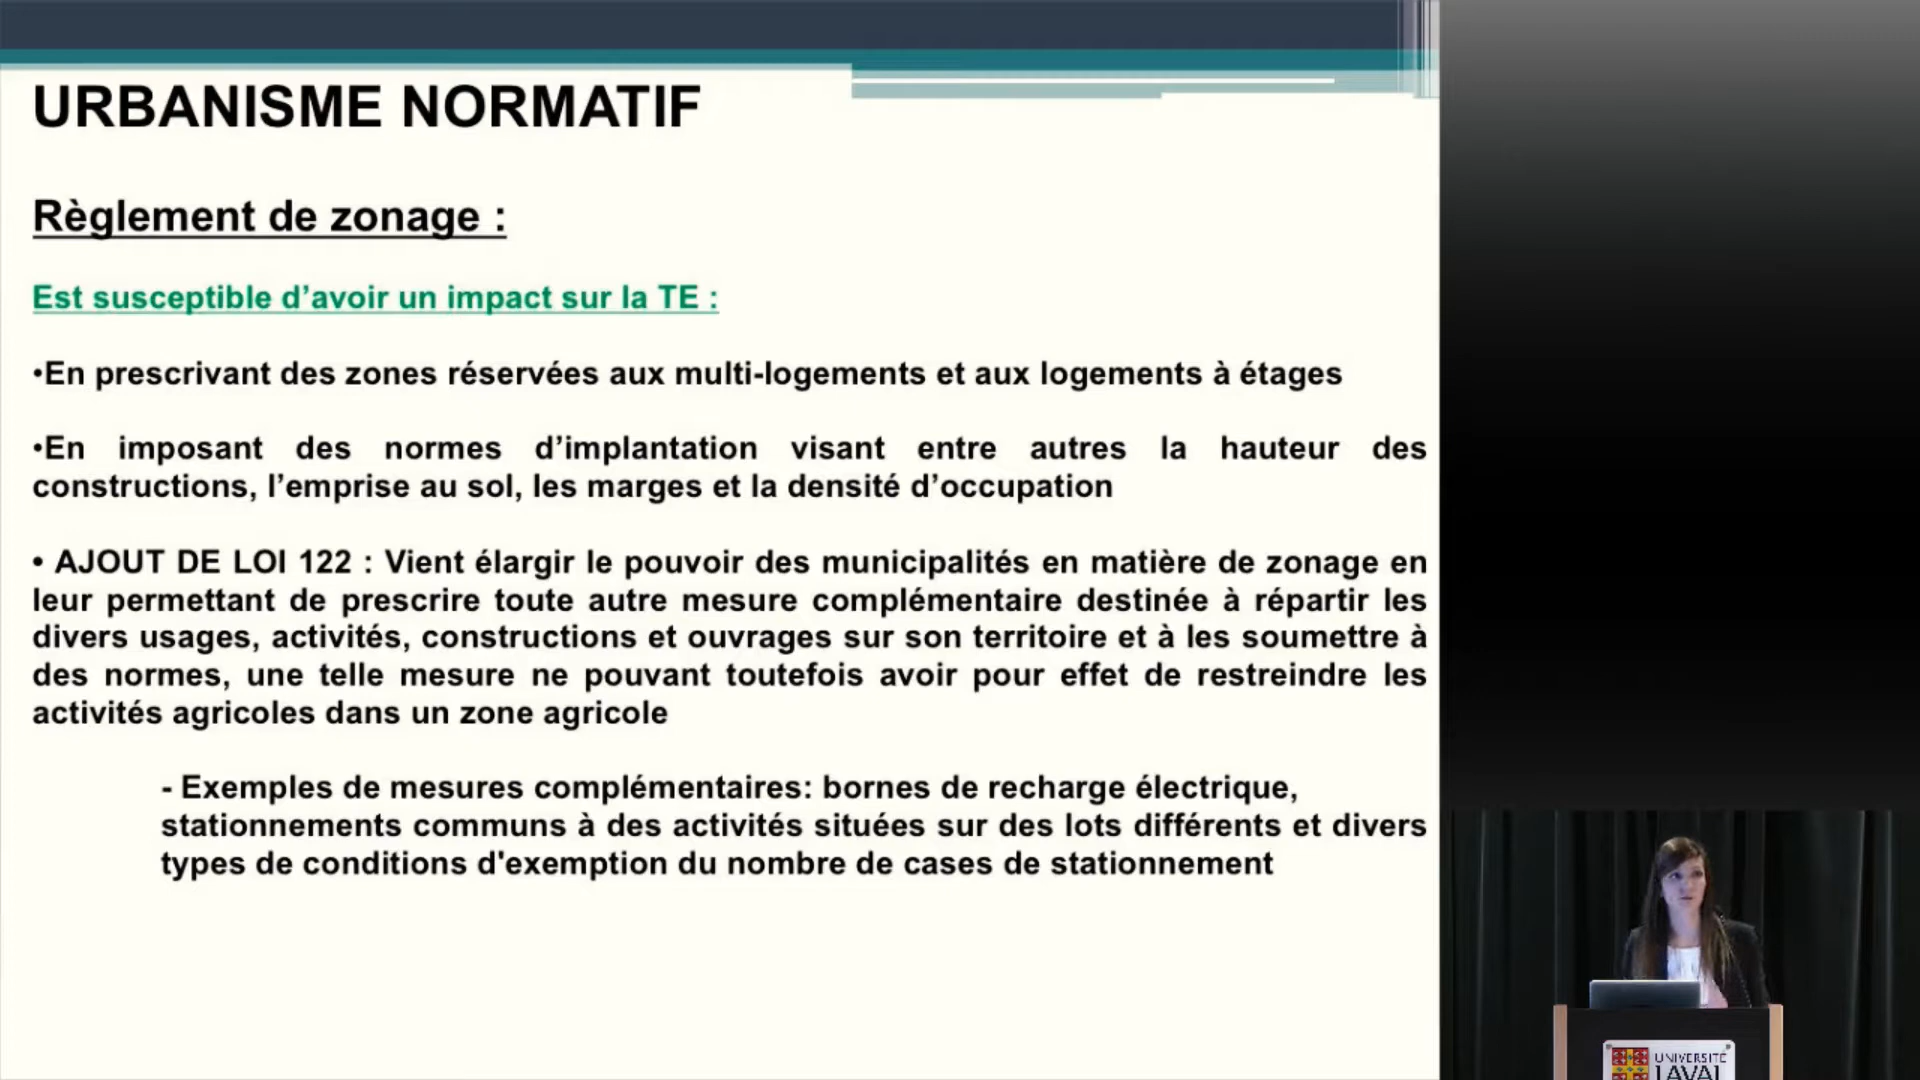 URBANISME NORMATIF
Règlement de zonage :
Est susceptible d’avoir un impact sur la TE :
•En prescrivant des zones réservées aux multi-logements et aux logements à étages
•En imposant des normes d’implantation visant entre autres la hauteur des
constructions, l’emprise au sol, les marges et la densité d’occupation
• AJOUT DE LOI 122 : Vient élargir le pouvoir des municipalités en matière de zonage en
leur permettant de prescrire toute autre mesure complémentaire destinée à répartir les
divers usages, activités, constructions et ouvrages sur son territoire et à les soumettre à
des normes, une telle mesure ne pouvant toutefois avoir pour effet de restreindre les
activités agricoles dans un zone agricole
- Exemples de mesures complémentaires: bornes de recharge électrique,
stationnements communs à des activités situées sur des lots différents et divers
types de conditions d'exemption du nombre de cases de stationnement
UNIVERSITÉ
LAVAL